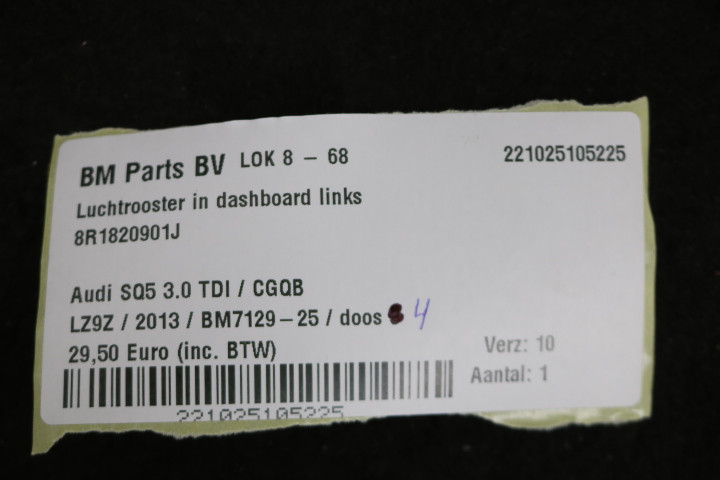 BM Parts BV LOK 8 – 68 221025105225
Luchtrooster in dashboard links
8R1820901J
Audi SQ5 3.0 TDI / CGQB
LZ9Z / 2013 / BM7129–25 / doos 4
29,50 Euro (inc. BTW)
Verz: 10
Aantal: 1
221025105225